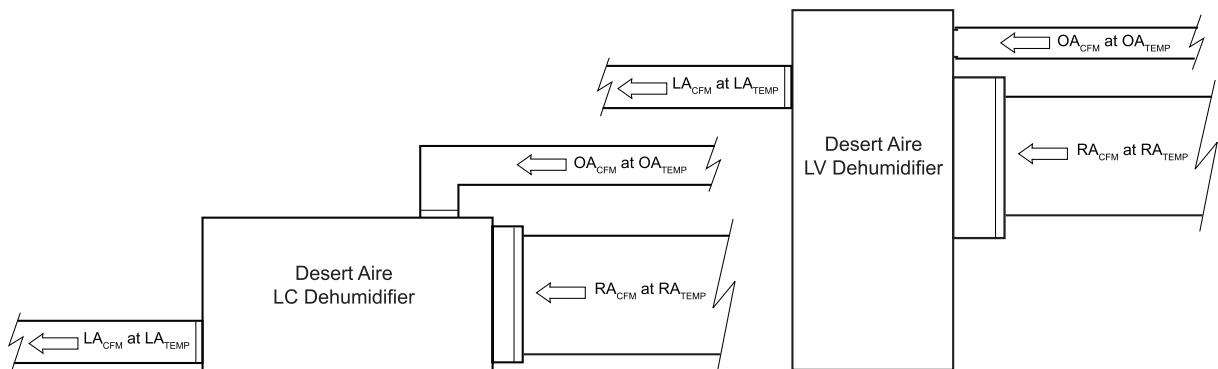 OA_CFM at OA_TEMP
LA_CFM at LA_TEMP
Desert Aire
LV Dehumidifier
RA_CFM at RA_TEMP
OA_CFM at OA_TEMP
Desert Aire
LC Dehumidifier
RA_CFM at RA_TEMP
LA_CFM at LA_TEMP